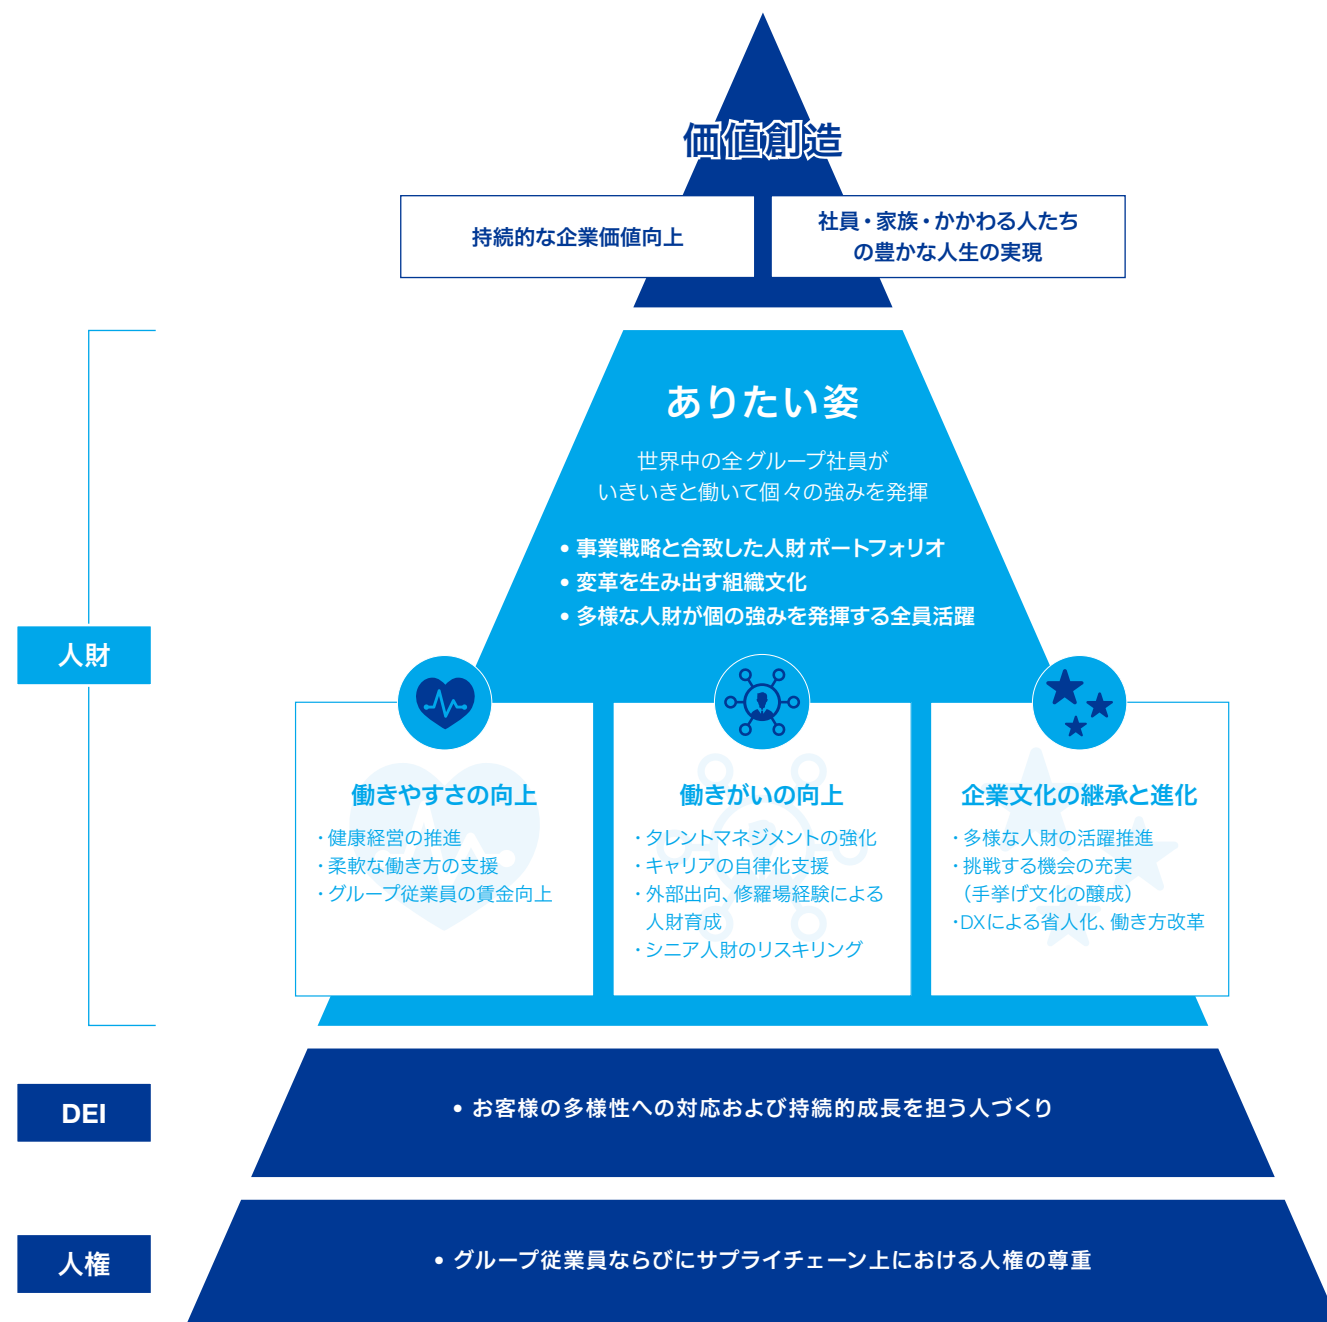 価値創造
持続的な企業価値向上
社員・家族・かかわる人たち
の豊かな人生の実現
人財
ありたい姿
世界中の全グループ社員が
いきいきと働いて個々の強みを発揮
• 事業戦略と合致した人財ポートフォリオ
• 変革を生み出す組織文化
• 多様な人財が個の強みを発揮する全員活躍
働きやすさの向上
・健康経営の推進
・柔軟な働き方の支援
・グループ従業員の賃金向上
働きがいの向上
・タレントマネジメントの強化
・キャリアの自律化支援
・外部出向、修羅場経験による
人財育成
・シニア人財のリスキリング
企業文化の継承と進化
・多様な人財の活躍推進
・挑戦する機会の充実
（手挙げ文化の醸成）
・DXによる省人化、働き方改革
DEI
• お客様の多様性への対応および持続的成長を担う人づくり
人権
• グループ従業員ならびにサプライチェーン上における人権の尊重